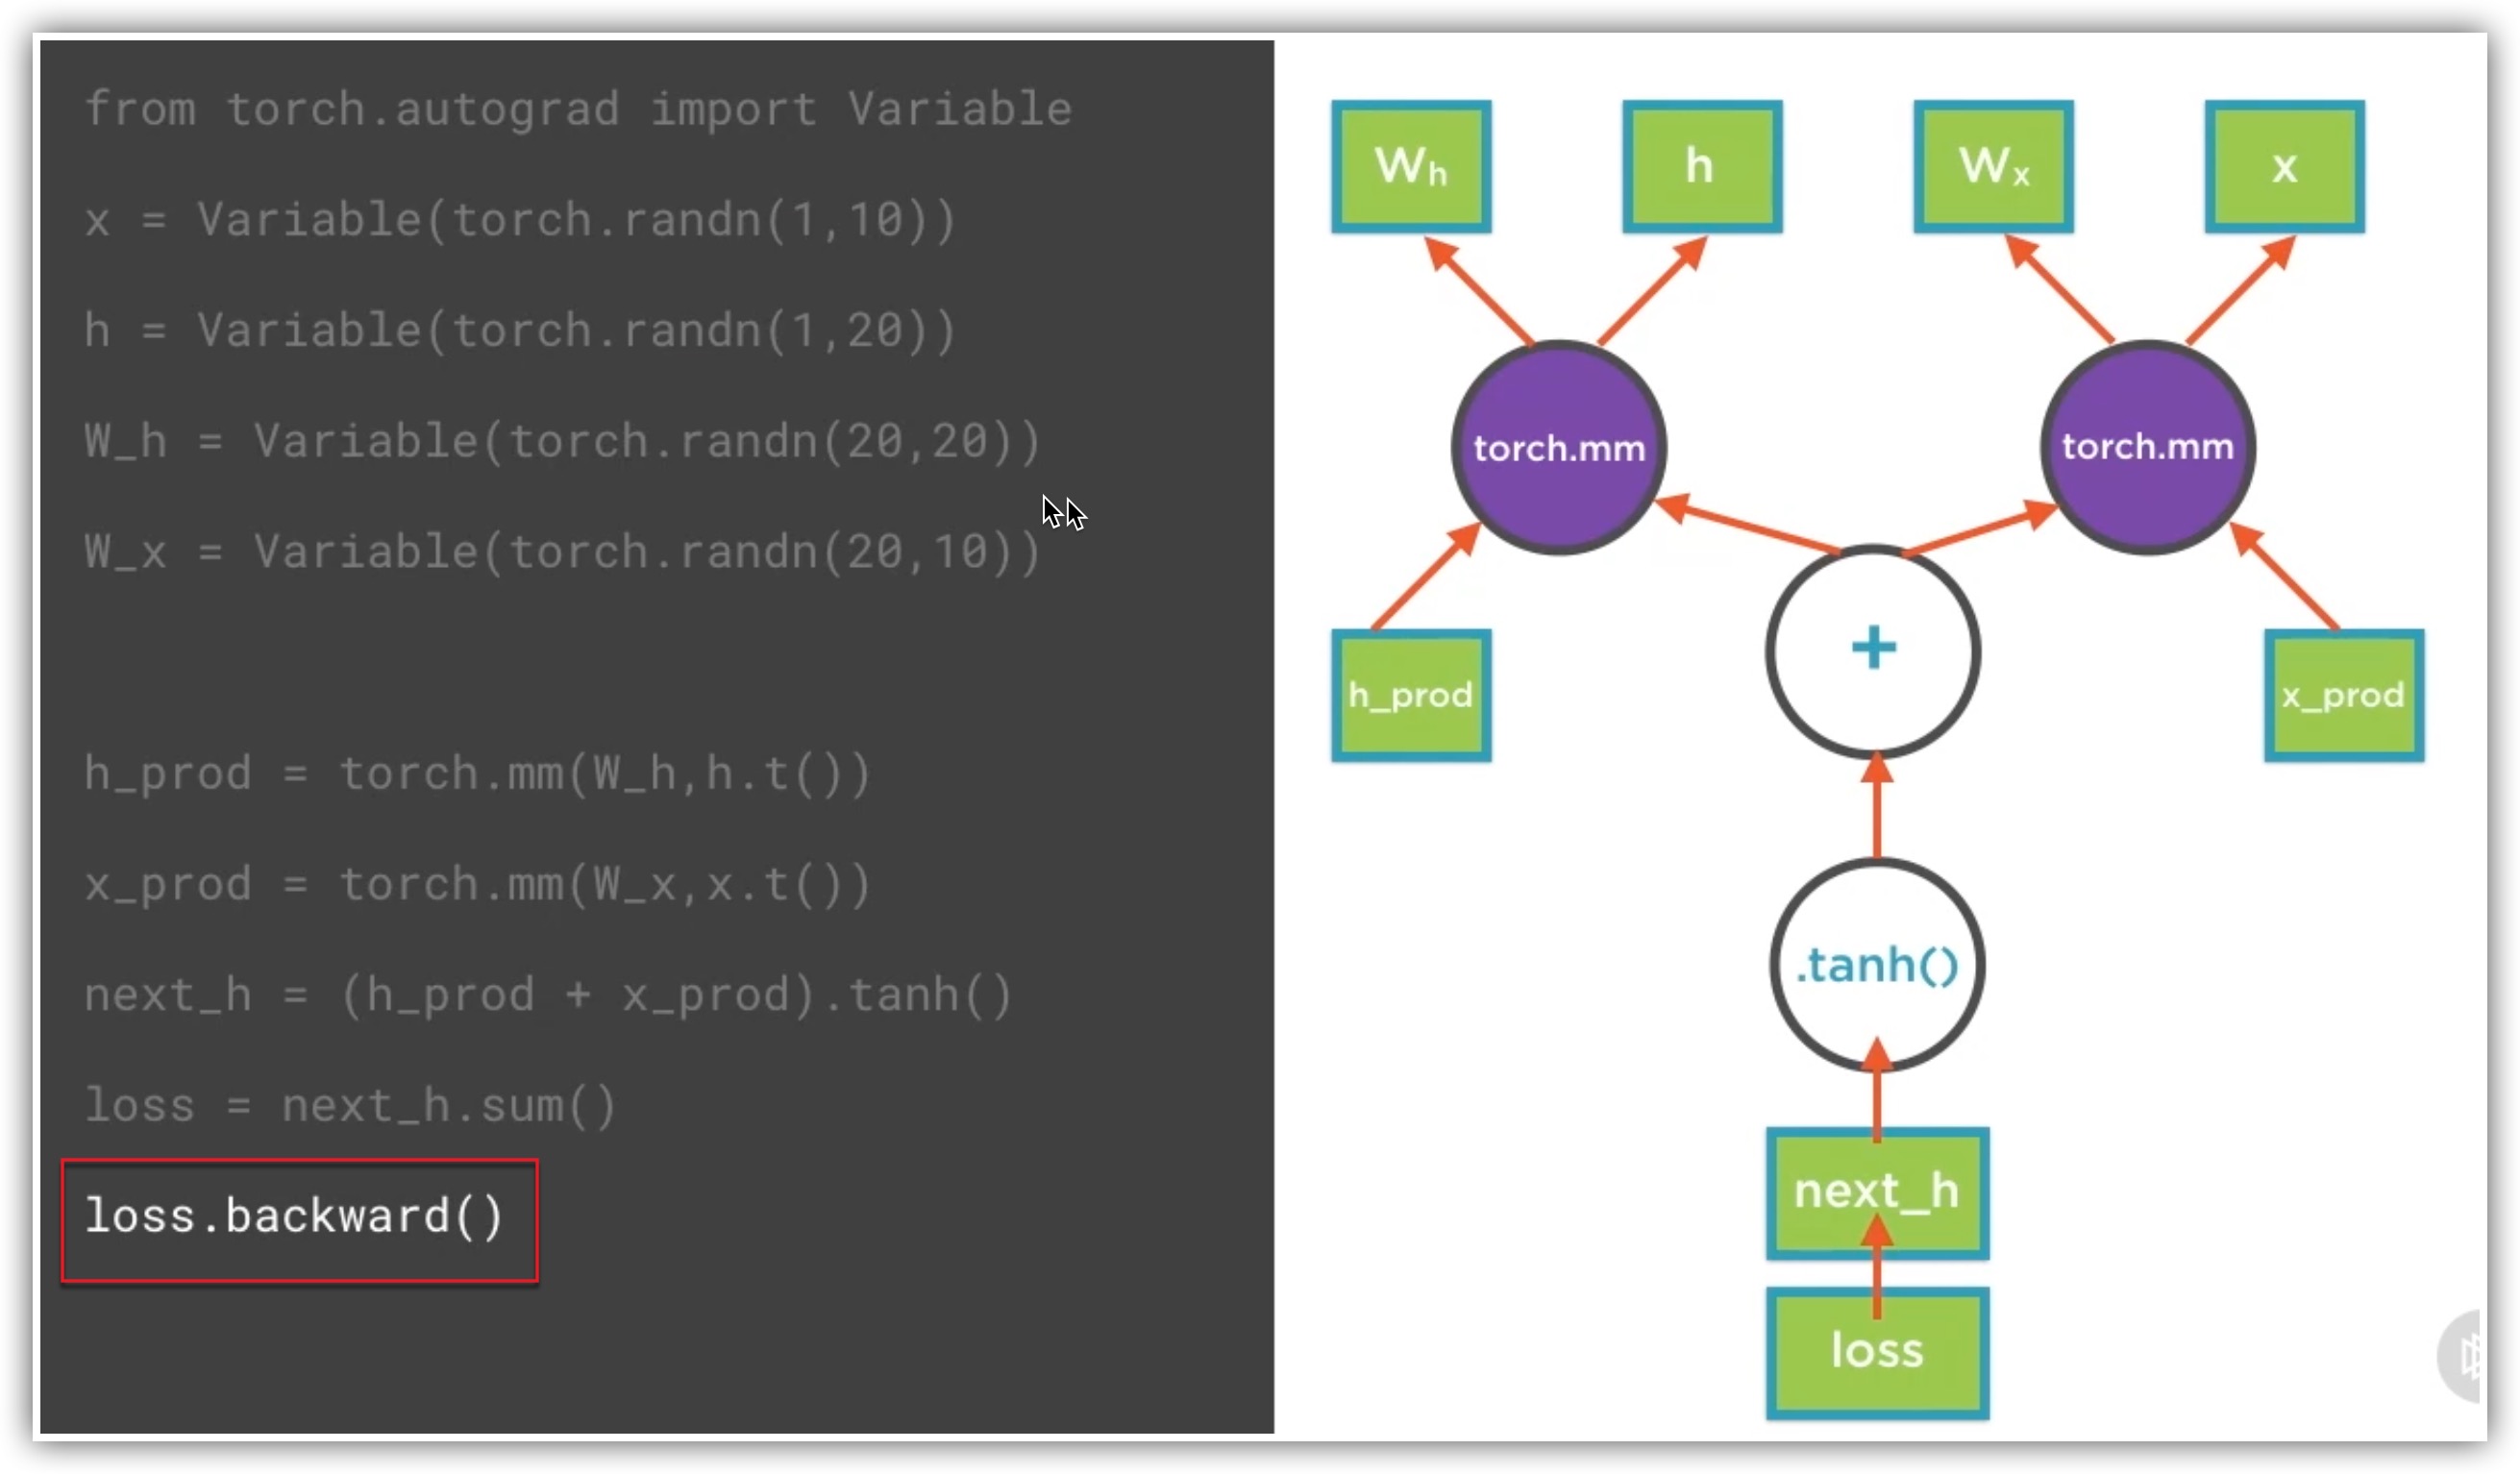 from torch.autograd import Variable
x = Variable(torch.randn(1,10))
h = Variable(torch.randn(1,20))
W_h = Variable(torch.randn(20,20))
W_x = Variable(torch.randn(20,10))
h_prod = torch.mm(W_h,h.t())
x_prod = torch.mm(W_x,x.t())
next_h = (h_prod + x_prod).tanh()
loss = next_h.sum()
loss.backward()
Wh h Wx x
torch.mm torch.mm
+
h_prod x_prod
.tanh()
next_h
loss